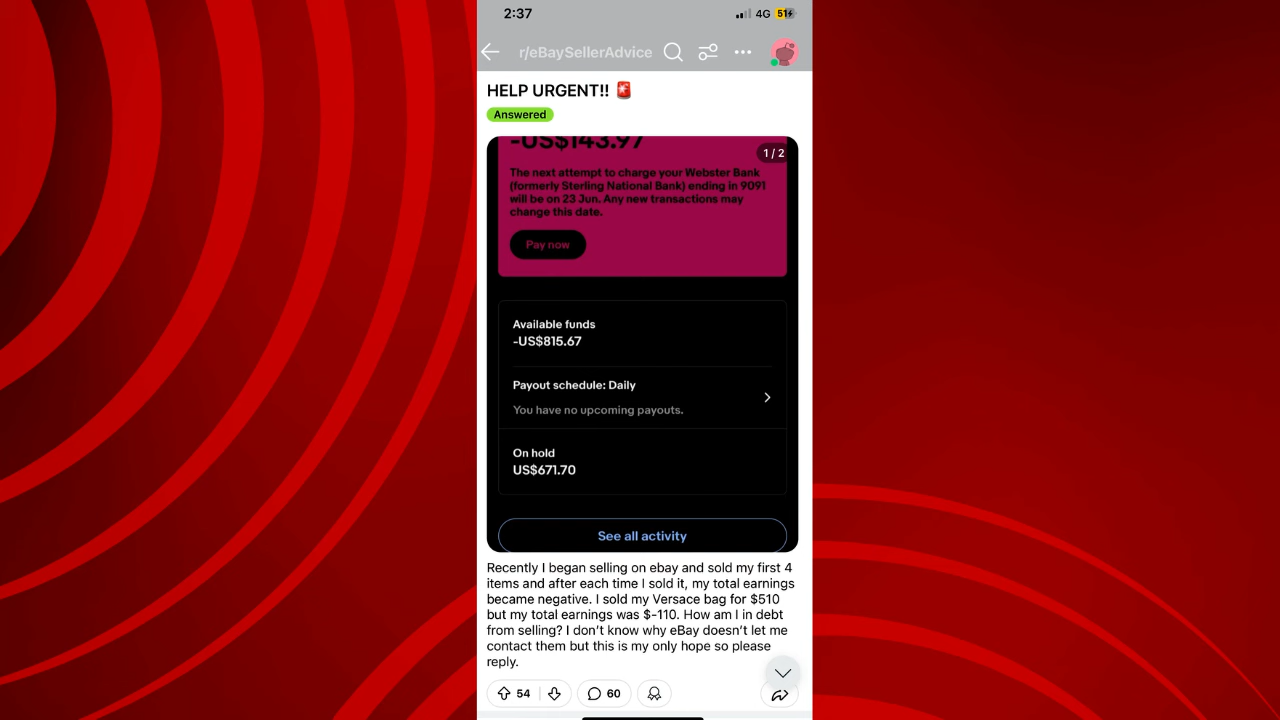 2:37
4G 51
r/eBaySellerAdvice
HELP URGENT!!
Answered
-US$143.97
1 / 2
The next attempt to charge your Webster Bank
(formerly Sterling National Bank) ending in 9091
will be on 23 Jun. Any new transactions may
change this date.
Pay now
Available funds
-US$815.67
Payout schedule: Daily
You have no upcoming payouts.
On hold
US$671.70
See all activity
Recently I began selling on ebay and sold my first 4
items and after each time I sold it, my total earnings
became negative. I sold my Versace bag for $510
but my total earnings was $-110. How am I in debt
from selling? I don't know why eBay doesn't let me
contact them but this is my only hope so please
reply.
54
60